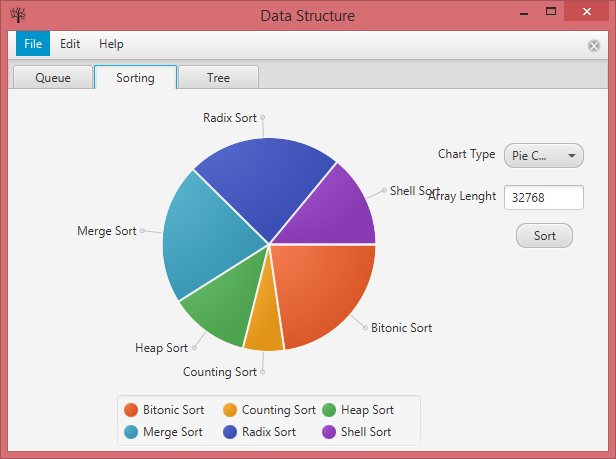 Data Structure
File Edit Help
Queue Sorting Tree
Radix Sort
Shell Sort
Merge Sort
Heap Sort
Counting Sort
Bitonic Sort
Chart Type Pie C...
Array Lenght 32768
Sort
Bitonic Sort Counting Sort Heap Sort
Merge Sort Radix Sort Shell Sort